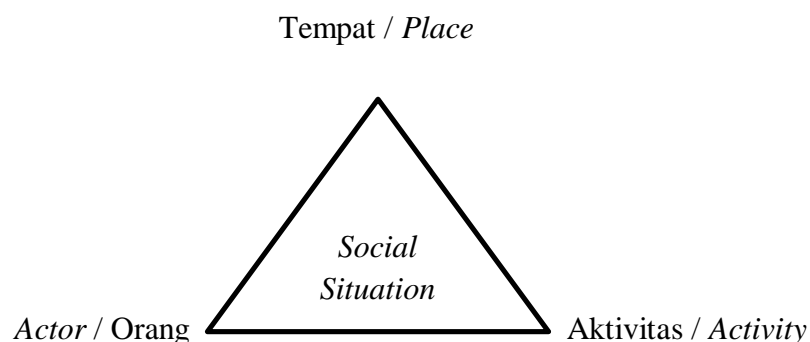 Tempat / Place
Social
Situation
Actor / Orang
Aktivitas / Activity